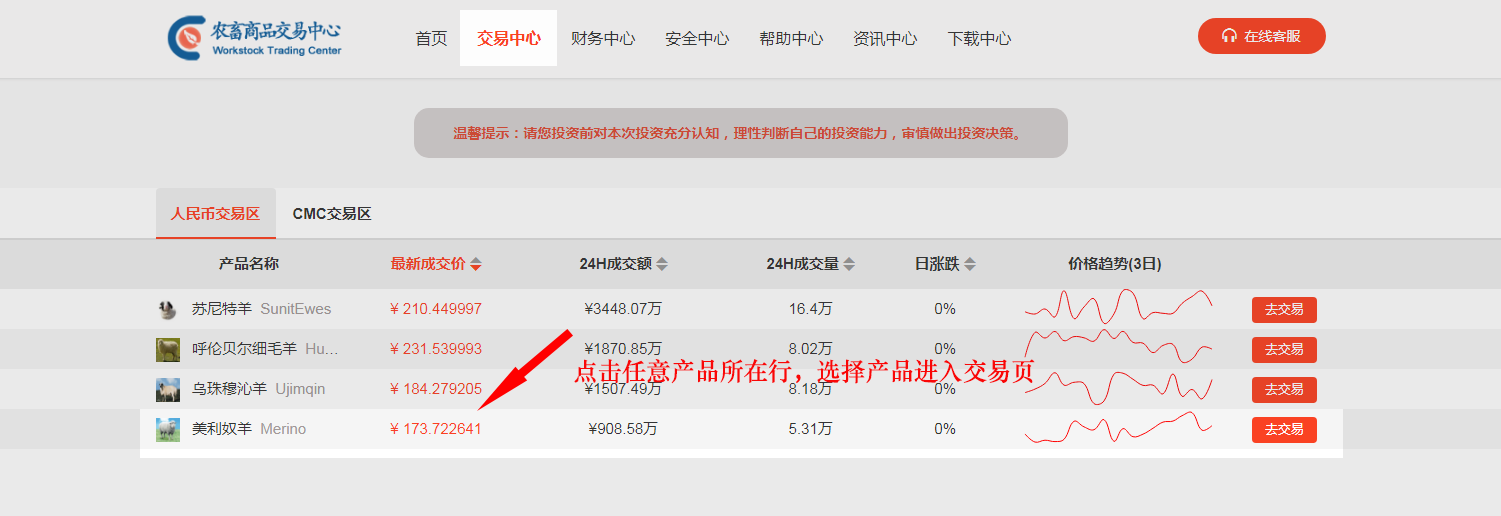 农畜商品交易中心
Workstock Trading Center
首页 交易中心 财务中心 安全中心 帮助中心 资讯中心 下载中心 在线客服
温馨提示：请您投资前对本次投资充分认知，理性判断自己的投资能力，审慎做出投资决策。
人民币交易区 CMC交易区
产品名称 最新成交价 24H成交额 24H成交量 日涨跌 价格趋势(3日)
苏尼特羊 SunitEwes ¥ 210.449997 ¥3448.07万 16.4万 0% 去交易
呼伦贝尔细毛羊 Hu... ¥ 231.539993 ¥1870.85万 8.02万 0% 去交易
点击任意产品所在行，选择产品进入交易页
乌珠穆沁羊 Ujimqin ¥ 184.279205 ¥1507.49万 8.18万 0% 去交易
美利奴羊 Merino ¥ 173.722641 ¥908.58万 5.31万 0% 去交易